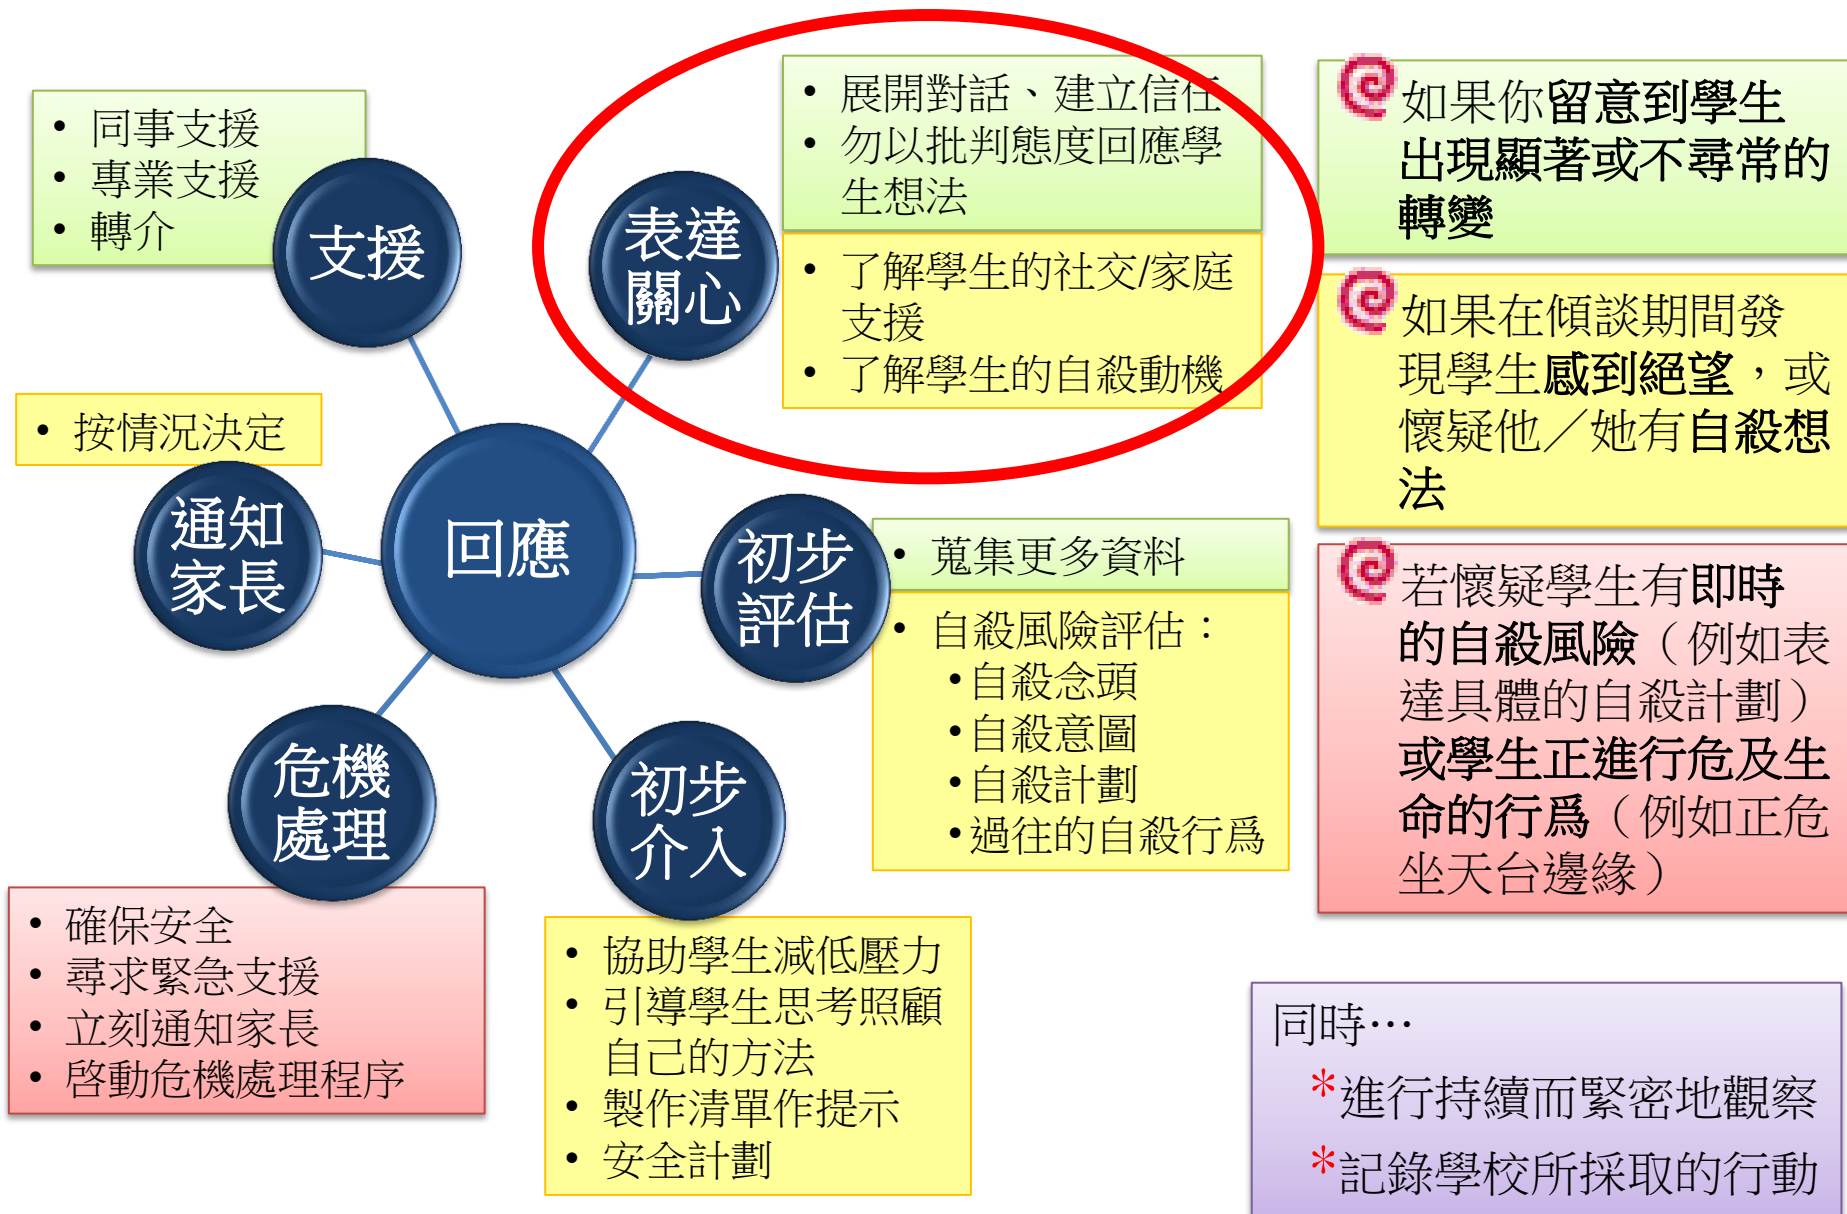 • 同事支援
• 專業支援
• 轉介
支援
表達
關心
• 展開對話、建立信任
• 勿以批判態度回應學
生想法
• 了解學生的社交/家庭
支援
• 了解學生的自殺動機
• 按情況決定
通知
家長
回應
初步
評估
• 蒐集更多資料
• 自殺風險評估：
•自殺念頭
•自殺意圖
•自殺計劃
•過往的自殺行爲
危機
處理
• 確保安全
• 尋求緊急支援
• 立刻通知家長
• 啓動危機處理程序
初步
介入
• 協助學生減低壓力
• 引導學生思考照顧
自己的方法
• 製作清單作提示
• 安全計劃
如果你留意到學生
出現顯著或不尋常的
轉變
如果在傾談期間發
現學生感到絕望，或
懷疑他／她有自殺想
法
若懷疑學生有即時
的自殺風險（例如表
達具體的自殺計劃）
或學生正進行危及生
命的行爲（例如正危
坐天台邊緣）
同時…
*進行持續而緊密地觀察
*記錄學校所採取的行動